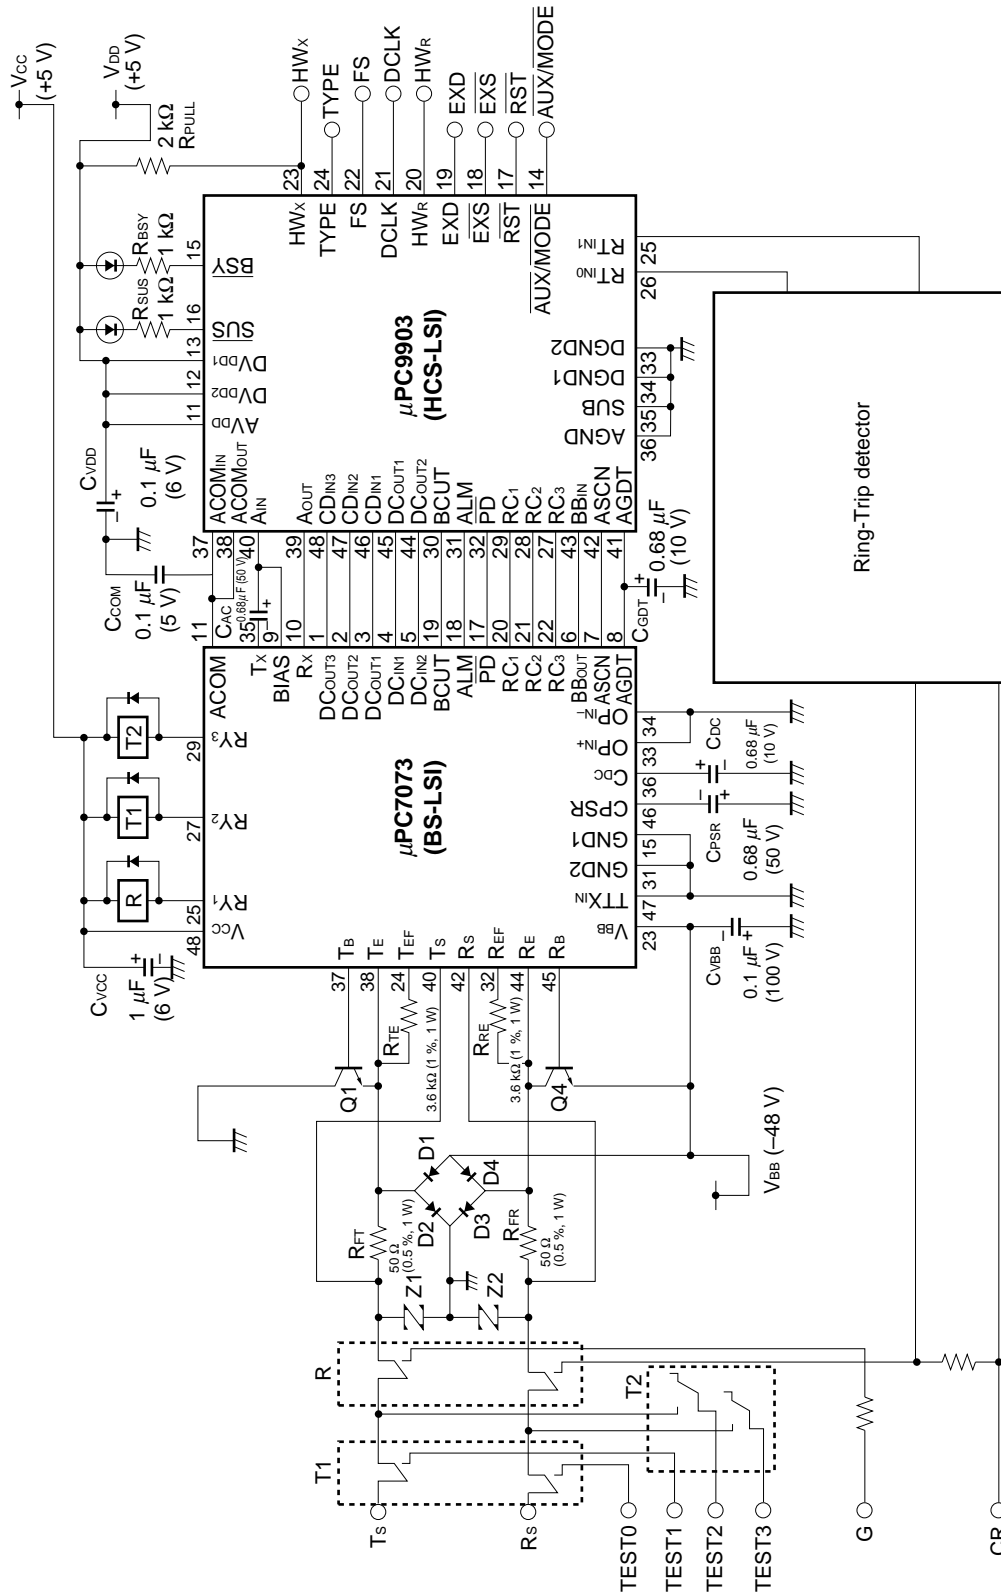 VCC
(+5 V)
VDD
(+5 V)
2 kΩ
RPULL
RBSY
1 kΩ
RSUS
1 kΩ
CVDD
0.1 µF
(6 V)
CCOM
0.1 µF
(5 V)
CAC
0.68µF (50 V)
CVCC
1 µF
(6 V)
R
T1
T2
µPC9903
(HCS-LSI)
23
HWX
HWX
24
TYPE
TYPE
22
FS
FS
21
DCLK
DCLK
20
HWR
HWR
19
EXD
EXD
18
EXS
EXS
17
RST
RST
14
AUX/MODE
AUX/MODE
15
BSY
16
SUS
13
DVDD1
12
DVDD2
11
AVDD
25
RTIN1
26
RTIN0
33
DGND2
34
DGND1
35
SUB
36
AGND
37
ACOMIN
38
ACOMOUT
40
AIN
39
AOUT
48
CDIN3
47
CDIN2
46
CDIN1
45
DCOUT1
44
DCOUT2
30
BCUT
31
ALM
32
PD
29
RC1
28
RC2
27
RC3
43
BBIN
42
ASCN
41
AGDT
CGDT
0.68 µF
(10 V)
µPC7073
(BS-LSI)
11
ACOM
35
TX
9
BIAS
10
RX
1
DCOUT3
2
DCOUT2
3
DCOUT1
4
DCIN1
5
DCIN2
19
BCUT
18
ALM
17
PD
20
RC1
21
RC2
22
RC3
6
BBOUT
7
ASCN
8
AGDT
29
RY3
27
RY2
25
RY1
48
VCC
34
OPIN-
33
OPIN+
36
CDC
46
CPSR
15
GND1
31
GND2
47
TTXIN
23
VBB
37
TB
38
TE
24
TEF
40
TS
42
RS
32
REF
44
RE
45
RB
CDC
0.68 µF
(10 V)
CPSR
0.68 µF
(50 V)
CVBB
0.1 µF
(100 V)
RTE
3.6 kΩ (1 %, 1 W)
RRE
3.6 kΩ (1 %, 1 W)
Q1
Q4
D1
D2
D3
D4
RFT
50 Ω
(0.5 %, 1 W)
RFR
50 Ω
(0.5 %, 1 W)
Z1
Z2
VBB (–48 V)
Ring-Trip detector
R
T1
T2
TS
RS
TEST0
TEST1
TEST2
TEST3
G
CR